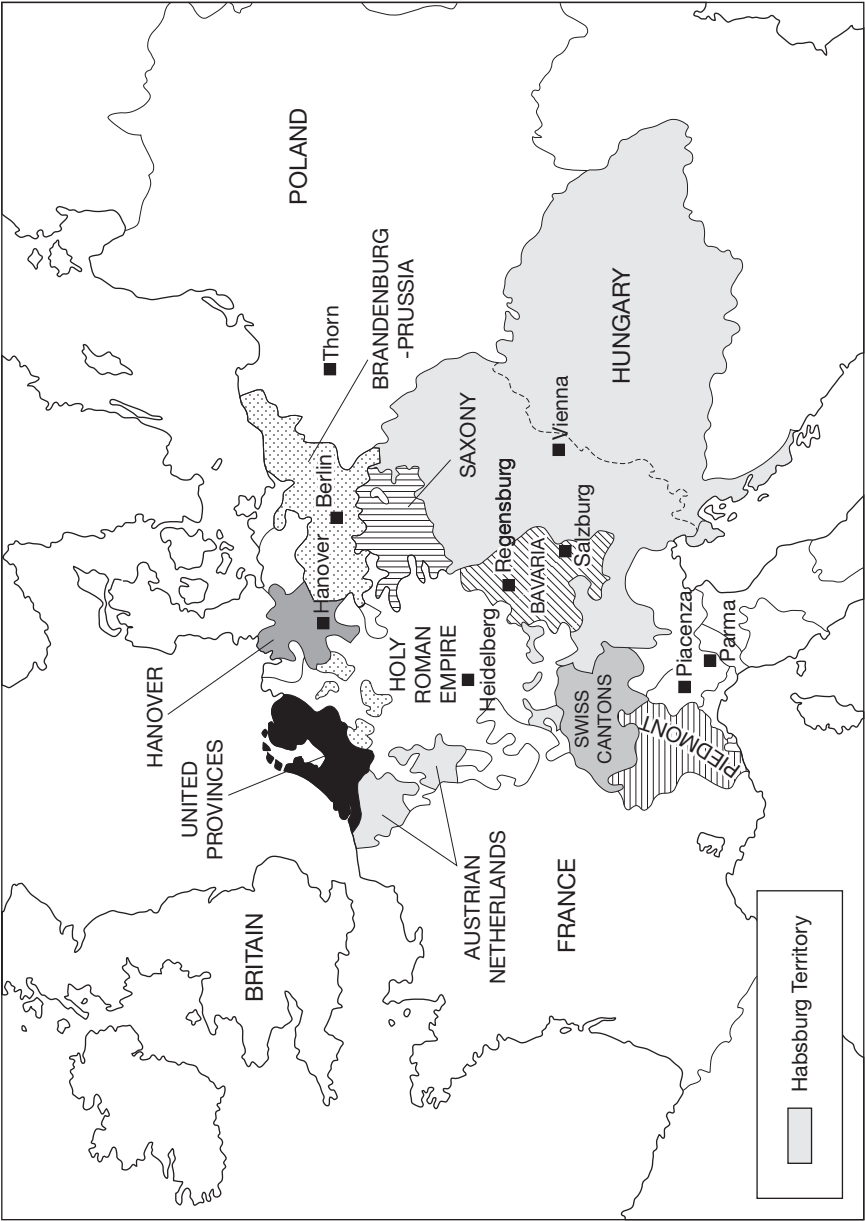 BRITAIN
UNITED
PROVINCES
HANOVER
Hanover
Berlin
Thorn
POLAND
BRANDENBURG
-PRUSSIA
AUSTRIAN
NETHERLANDS
HOLY
ROMAN
EMPIRE
Heidelberg
SAXONY
Regensburg
BAVARIA
Salzburg
Vienna
HUNGARY
FRANCE
SWISS
CANTONS
PIEDMONT
Piacenza
Parma
Habsburg Territory